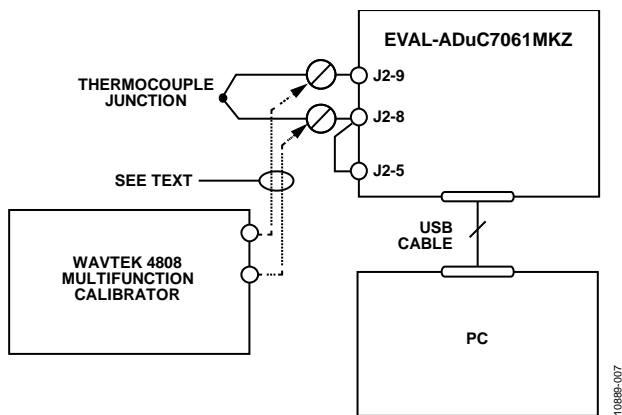 EVAL-ADuC7061MKZ
J2-9
THERMOCOUPLE
JUNCTION
J2-8
J2-5
SEE TEXT
USB
CABLE
WAVTEK 4808
MULTIFUNCTION
CALIBRATOR
PC
10889-007